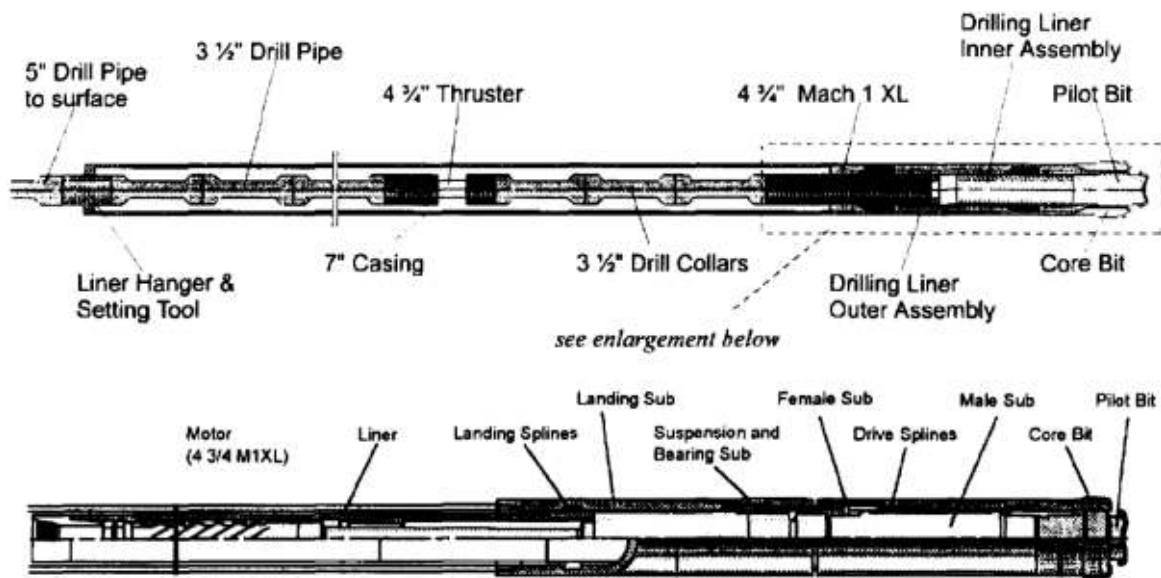 Drilling Liner
Inner Assembly
3 ½" Drill Pipe
5" Drill Pipe
to surface
4 ¾" Thruster
4 ¾" Mach 1 XL
Pilot Bit
7" Casing
3 ½" Drill Collars
Core Bit
Liner Hanger &
Setting Tool
Drilling Liner
Outer Assembly
see enlargement below
Landing Sub
Female Sub
Male Sub
Pilot Bit
Motor
(4 3/4 M1XL)
Liner
Landing Splines
Suspension and
Bearing Sub
Drive Splines
Core Bit